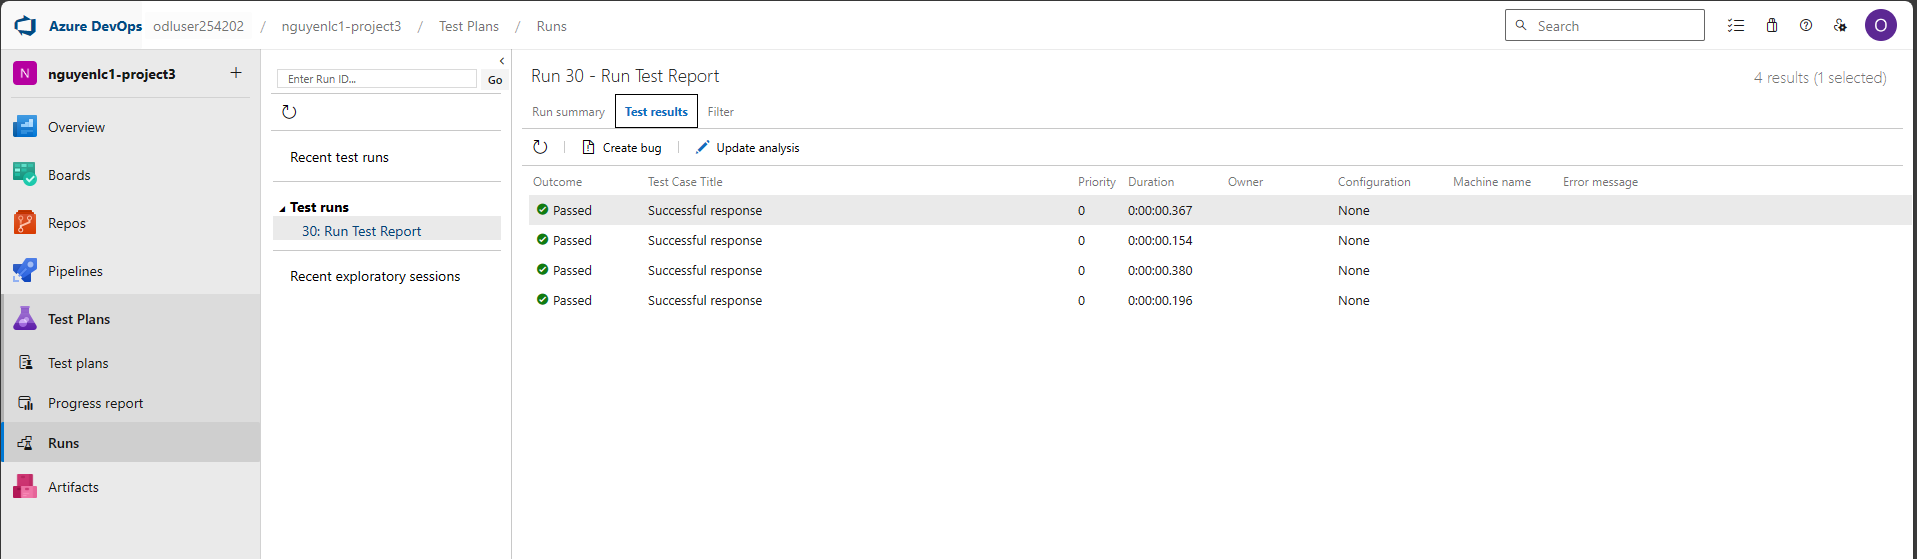 Azure DevOps odluser254202 / nguyenlc1-project3 / Test Plans / Runs
Search
O
N nguyenlc1-project3 +
Overview
Boards
Repos
Pipelines
Test Plans
Test plans
Progress report
Runs
Artifacts
Enter Run ID...
Go
Recent test runs
Test runs
30: Run Test Report
Recent exploratory sessions
Run 30 - Run Test Report
4 results (1 selected)
Run summary Test results Filter
Create bug Update analysis
Outcome Test Case Title Priority Duration Owner Configuration Machine name Error message
Passed Successful response 0 0:00:00.367 None
Passed Successful response 0 0:00:00.154 None
Passed Successful response 0 0:00:00.380 None
Passed Successful response 0 0:00:00.196 None